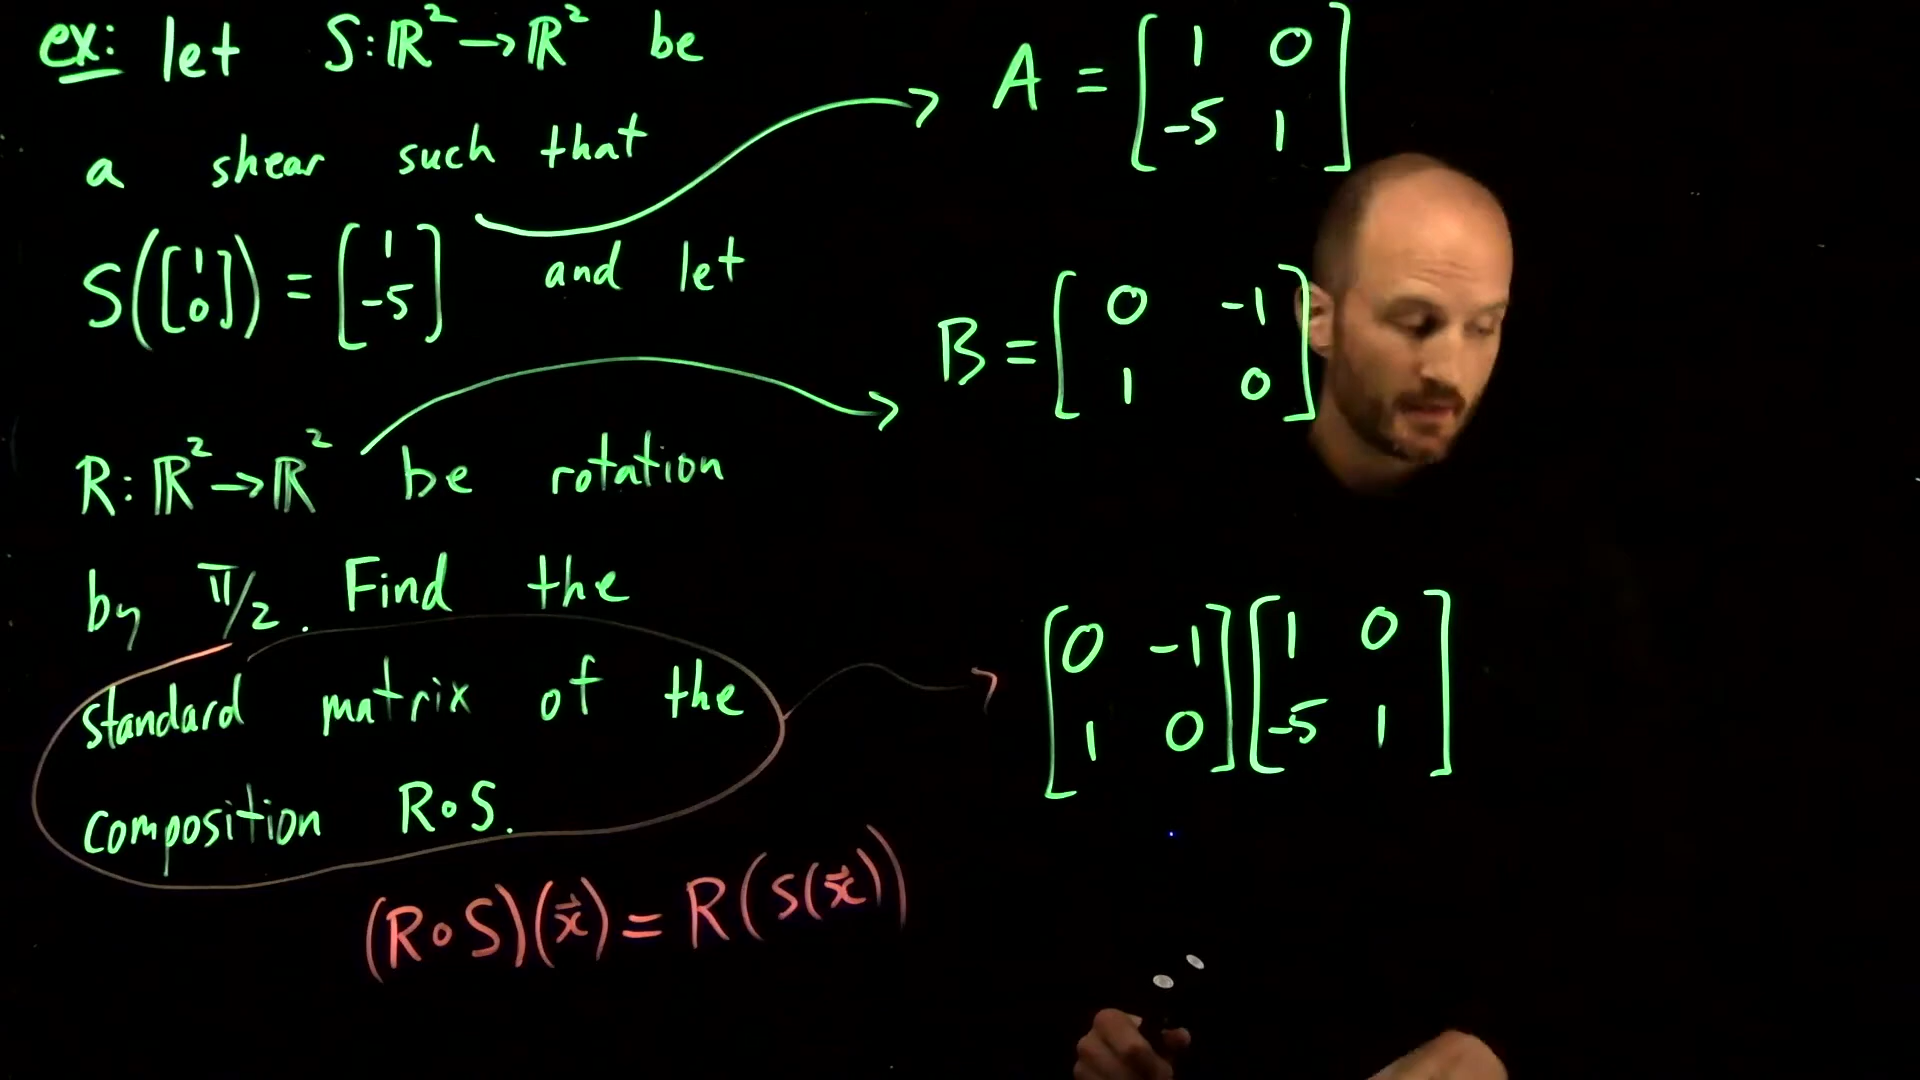 ex: let S: ℝ² → ℝ² be
a shear such that
S([1 0]) = [1 -5] and let
R: ℝ² → ℝ² be rotation
by π/2. Find the
standard matrix of the
composition R∘S.
(R∘S)(x⃗) = R(S(x⃗))
A = [1 0
-5 1]
B = [0 -1
1 0]
[0 -1 [1 0
1 0] -5 1]